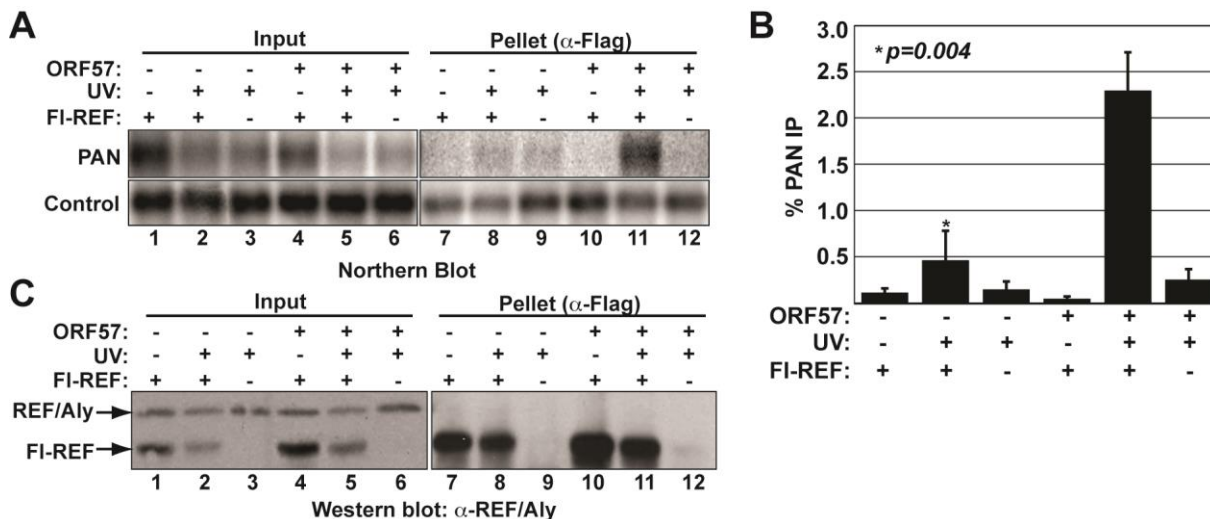 A
Input
Pellet (α-Flag)
ORF57: - - - + + + - - - + + +
UV: - + + - + + - + + - + +
Fl-REF: + + - + + - + + - + + -
PAN
Control
1 2 3 4 5 6 7 8 9 10 11 12
Northern Blot
B
3.0
2.5
2.0
1.5
1.0
0.5
% PAN IP
* p=0.004
*
ORF57: - - - + + +
UV: - + + - + +
Fl-REF: + + - + + -
C
Input
Pellet (α-Flag)
ORF57: - - - + + + - - - + + +
UV: - + + - + + - + + - + +
Fl-REF: + + - + + - + + - + + -
REF/Aly
Fl-REF
1 2 3 4 5 6 7 8 9 10 11 12
Western blot: α-REF/Aly